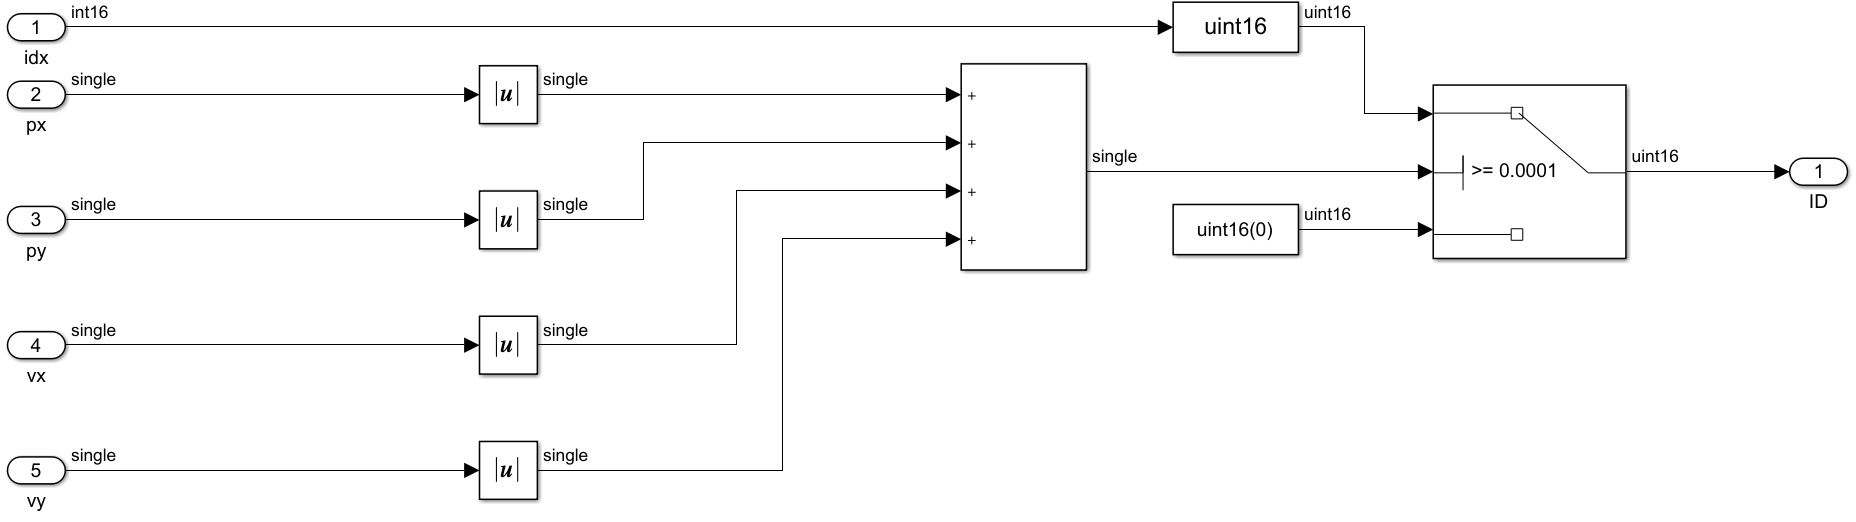 int16
1
idx
uint16
uint16
single
2
px
|u|
single
+
+
+
+
single
>= 0.0001
uint16
1
ID
single
3
py
|u|
single
uint16(0)
uint16
single
4
vx
|u|
single
single
5
vy
|u|
single